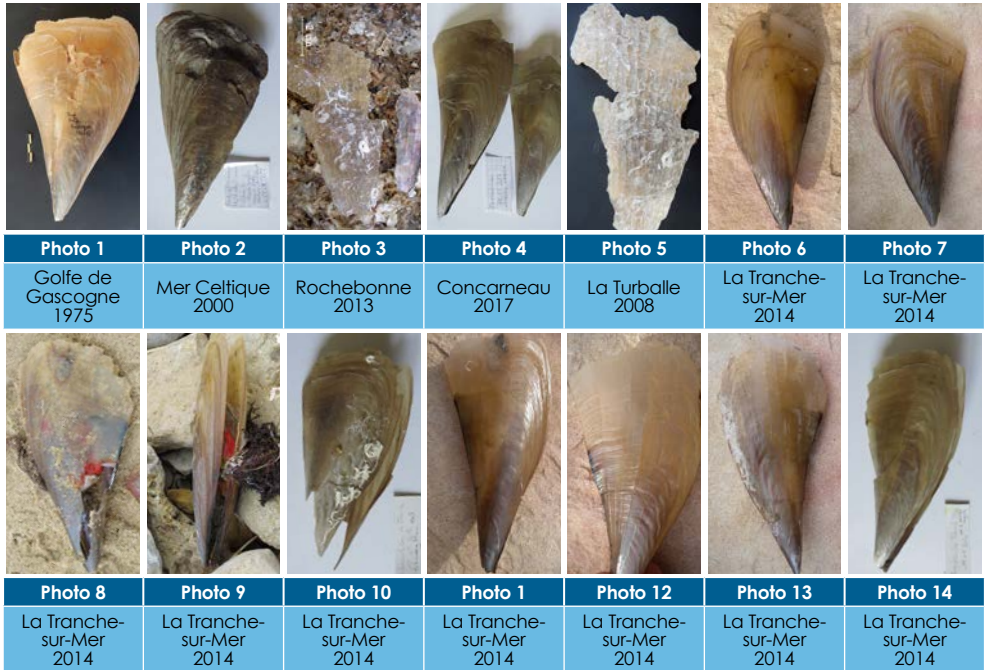 Photo 1
Photo 2
Photo 3
Photo 4
Photo 5
Photo 6
Photo 7
Golfe de
Gascogne
1975
Mer Celtique
2000
Rochebonne
2013
Concarneau
2017
La Turballe
2008
La Tranche-
sur-Mer
2014
La Tranche-
sur-Mer
2014
Photo 8
Photo 9
Photo 10
Photo 1
Photo 12
Photo 13
Photo 14
La Tranche-
sur-Mer
2014
La Tranche-
sur-Mer
2014
La Tranche-
sur-Mer
2014
La Tranche-
sur-Mer
2014
La Tranche-
sur-Mer
2014
La Tranche-
sur-Mer
2014
La Tranche-
sur-Mer
2014